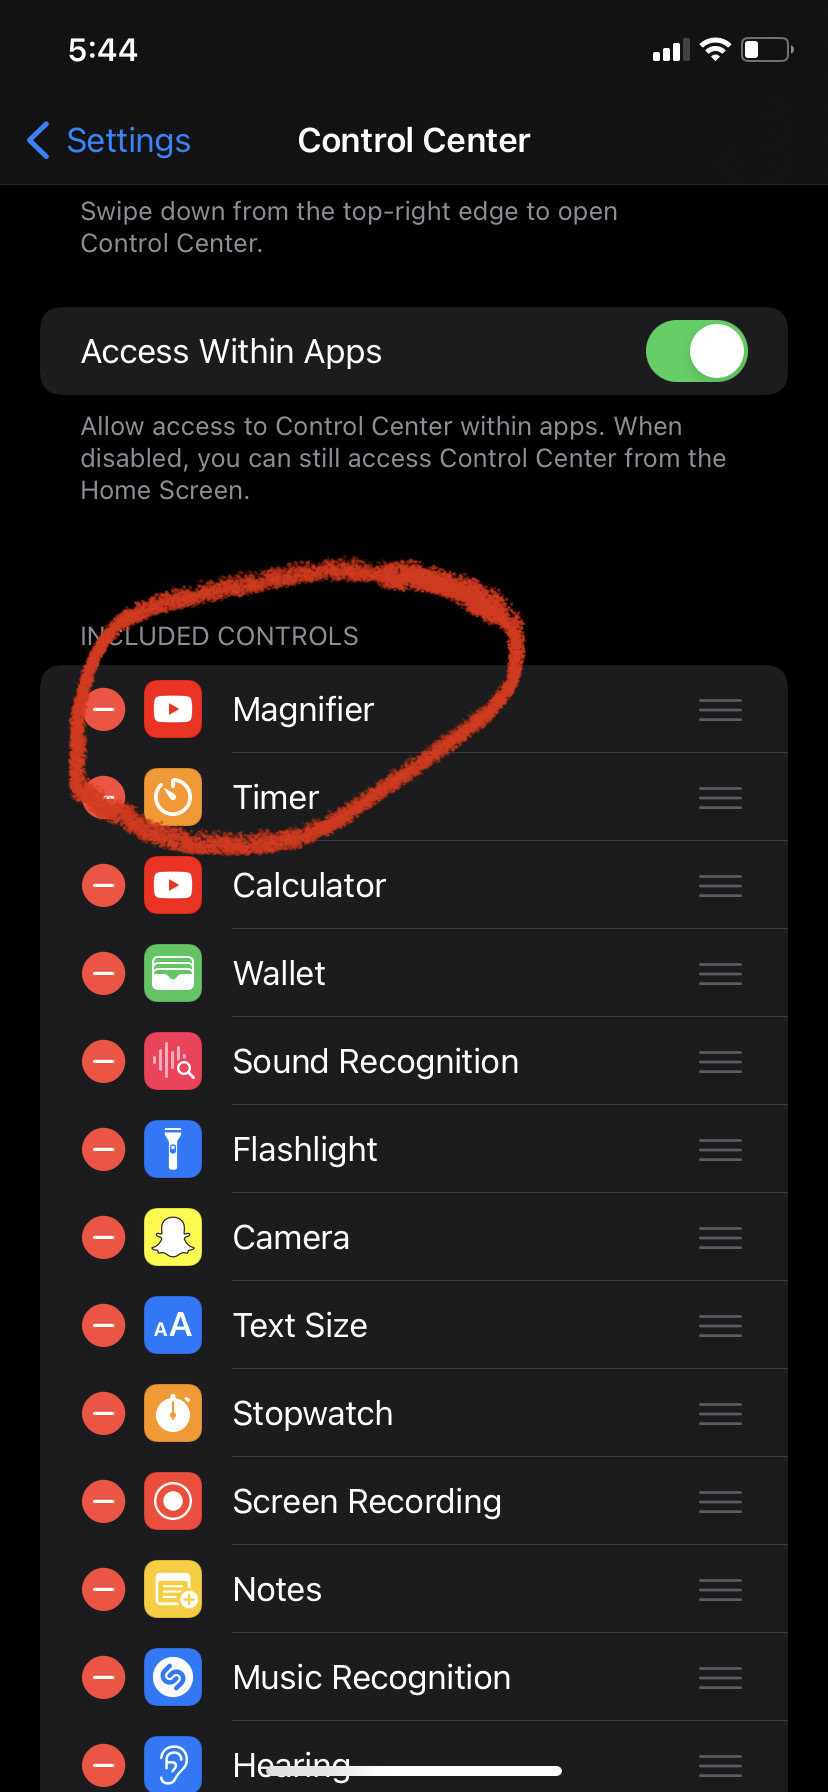 5:44
Settings
Control Center
Swipe down from the top-right edge to open
Control Center.
Access Within Apps
Allow access to Control Center within apps. When
disabled, you can still access Control Center from the
Home Screen.
INCLUDED CONTROLS
Magnifier
Timer
Calculator
Wallet
Sound Recognition
Flashlight
Camera
AA Text Size
Stopwatch
Screen Recording
Notes
Music Recognition
Hearing